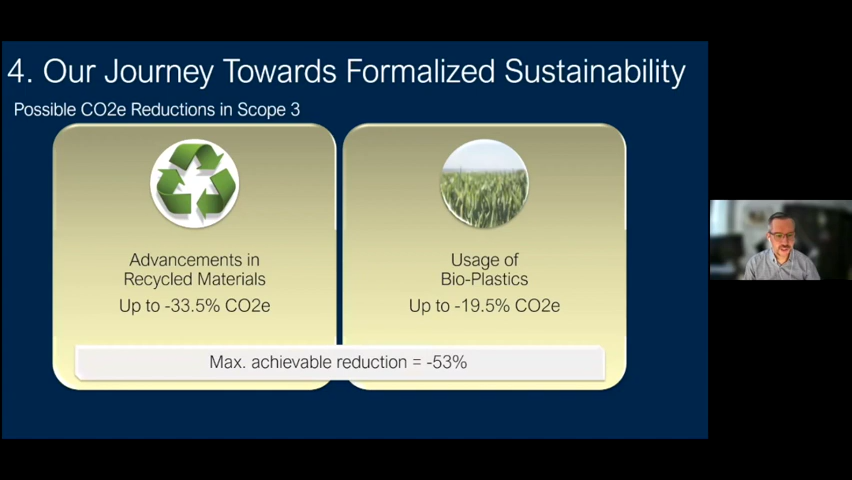 4. Our Journey Towards Formalized Sustainability
Possible CO2e Reductions in Scope 3
Advancements in
Recycled Materials
Up to -33.5% CO2e
Usage of
Bio-Plastics
Up to -19.5% CO2e
Max. achievable reduction = -53%